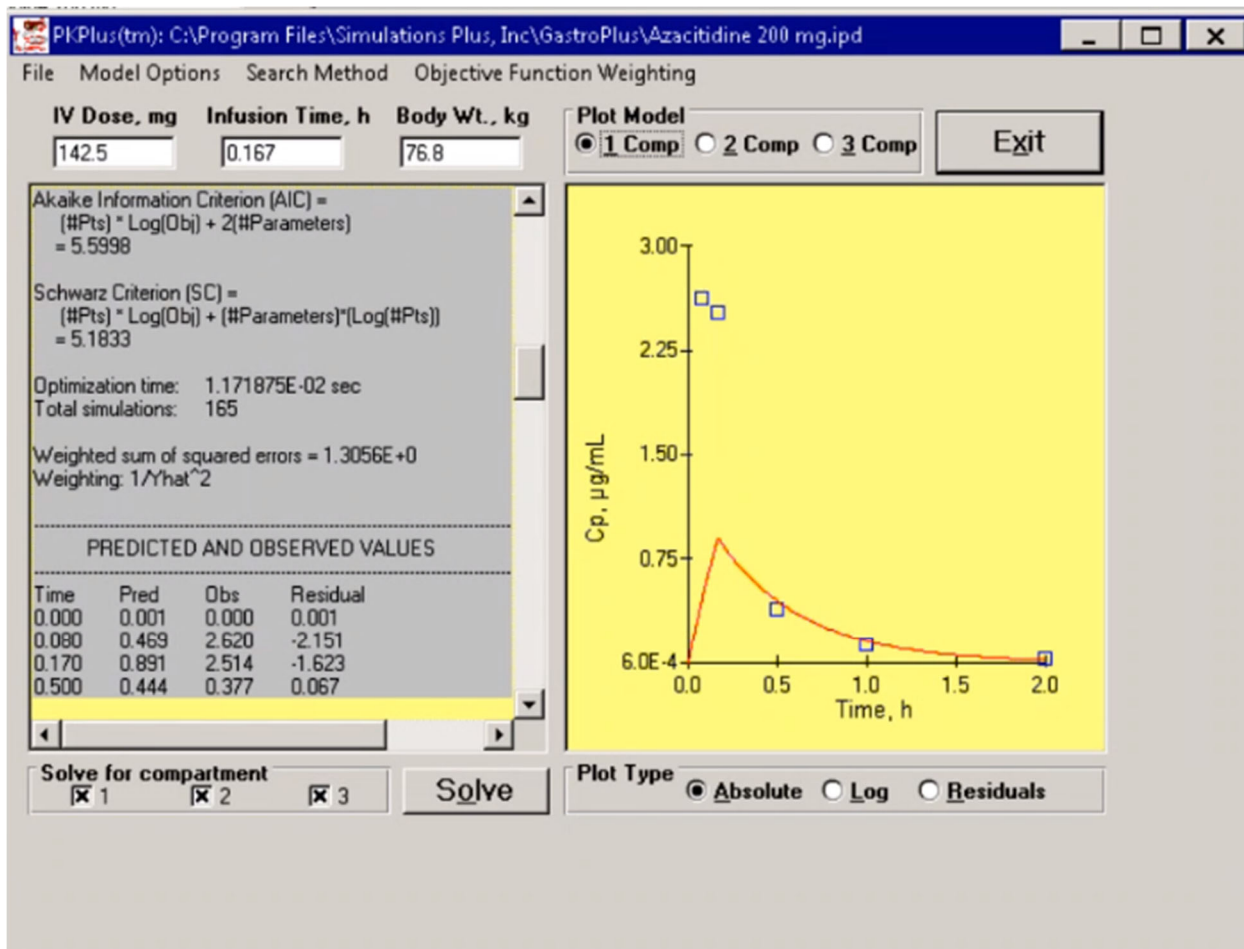 PKPlus(tm): C:\Program Files\Simulations Plus, Inc\GastroPlus\Azacitidine 200 mg.ipd
File Model Options Search Method Objective Function Weighting
IV Dose, mg Infusion Time, h Body Wt., kg
142.5 0.167 76.8
Plot Model
1 Comp 2 Comp 3 Comp
Exit
Akaike Information Criterion (AIC) =
(#Pts) * Log(Obj) + 2(#Parameters)
= 5.5998
Schwarz Criterion (SC) =
(#Pts) * Log(Obj) + (#Parameters)*(Log(#Pts))
= 5.1833
Optimization time: 1.171875E-02 sec
Total simulations: 165
Weighted sum of squared errors = 1.3056E+0
Weighting: 1/Yhat^2
PREDICTED AND OBSERVED VALUES
Time Pred Obs Residual
0.000 0.001 0.000 0.001
0.080 0.469 2.620 -2.151
0.170 0.891 2.514 -1.623
0.500 0.444 0.377 0.067
3.00
2.25
1.50
0.75
6.0E-4
Cp, µg/mL
0.0 0.5 1.0 1.5 2.0
Time, h
Solve for compartment
1 2 3
Solve
Plot Type
Absolute Log Residuals